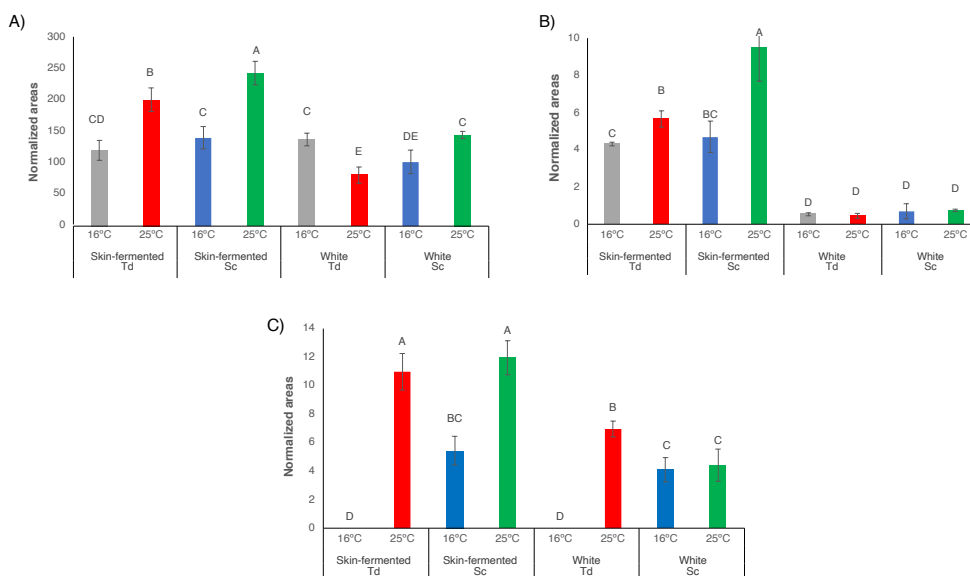 A)
Normalized areas
300
250
200
150
100
50
0
CD
B
C
A
C
E
DE
C
16ºC 25ºC 16ºC 25ºC 16ºC 25ºC 16ºC 25ºC
Skin-fermented Skin-fermented White White
Td Sc Td Sc
B)
Normalized areas
10
8
6
4
2
0
C
B
BC
A
D
D
D
D
16ºC 25ºC 16ºC 25ºC 16ºC 25ºC 16ºC 25ºC
Skin-fermented Skin-fermented White White
Td Sc Td Sc
C)
Normalized areas
14
12
10
8
6
4
2
0
D
A
BC
A
D
B
C
C
16ºC 25ºC 16ºC 25ºC 16ºC 25ºC 16ºC 25ºC
Skin-fermented Skin-fermented White White
Td Sc Td Sc